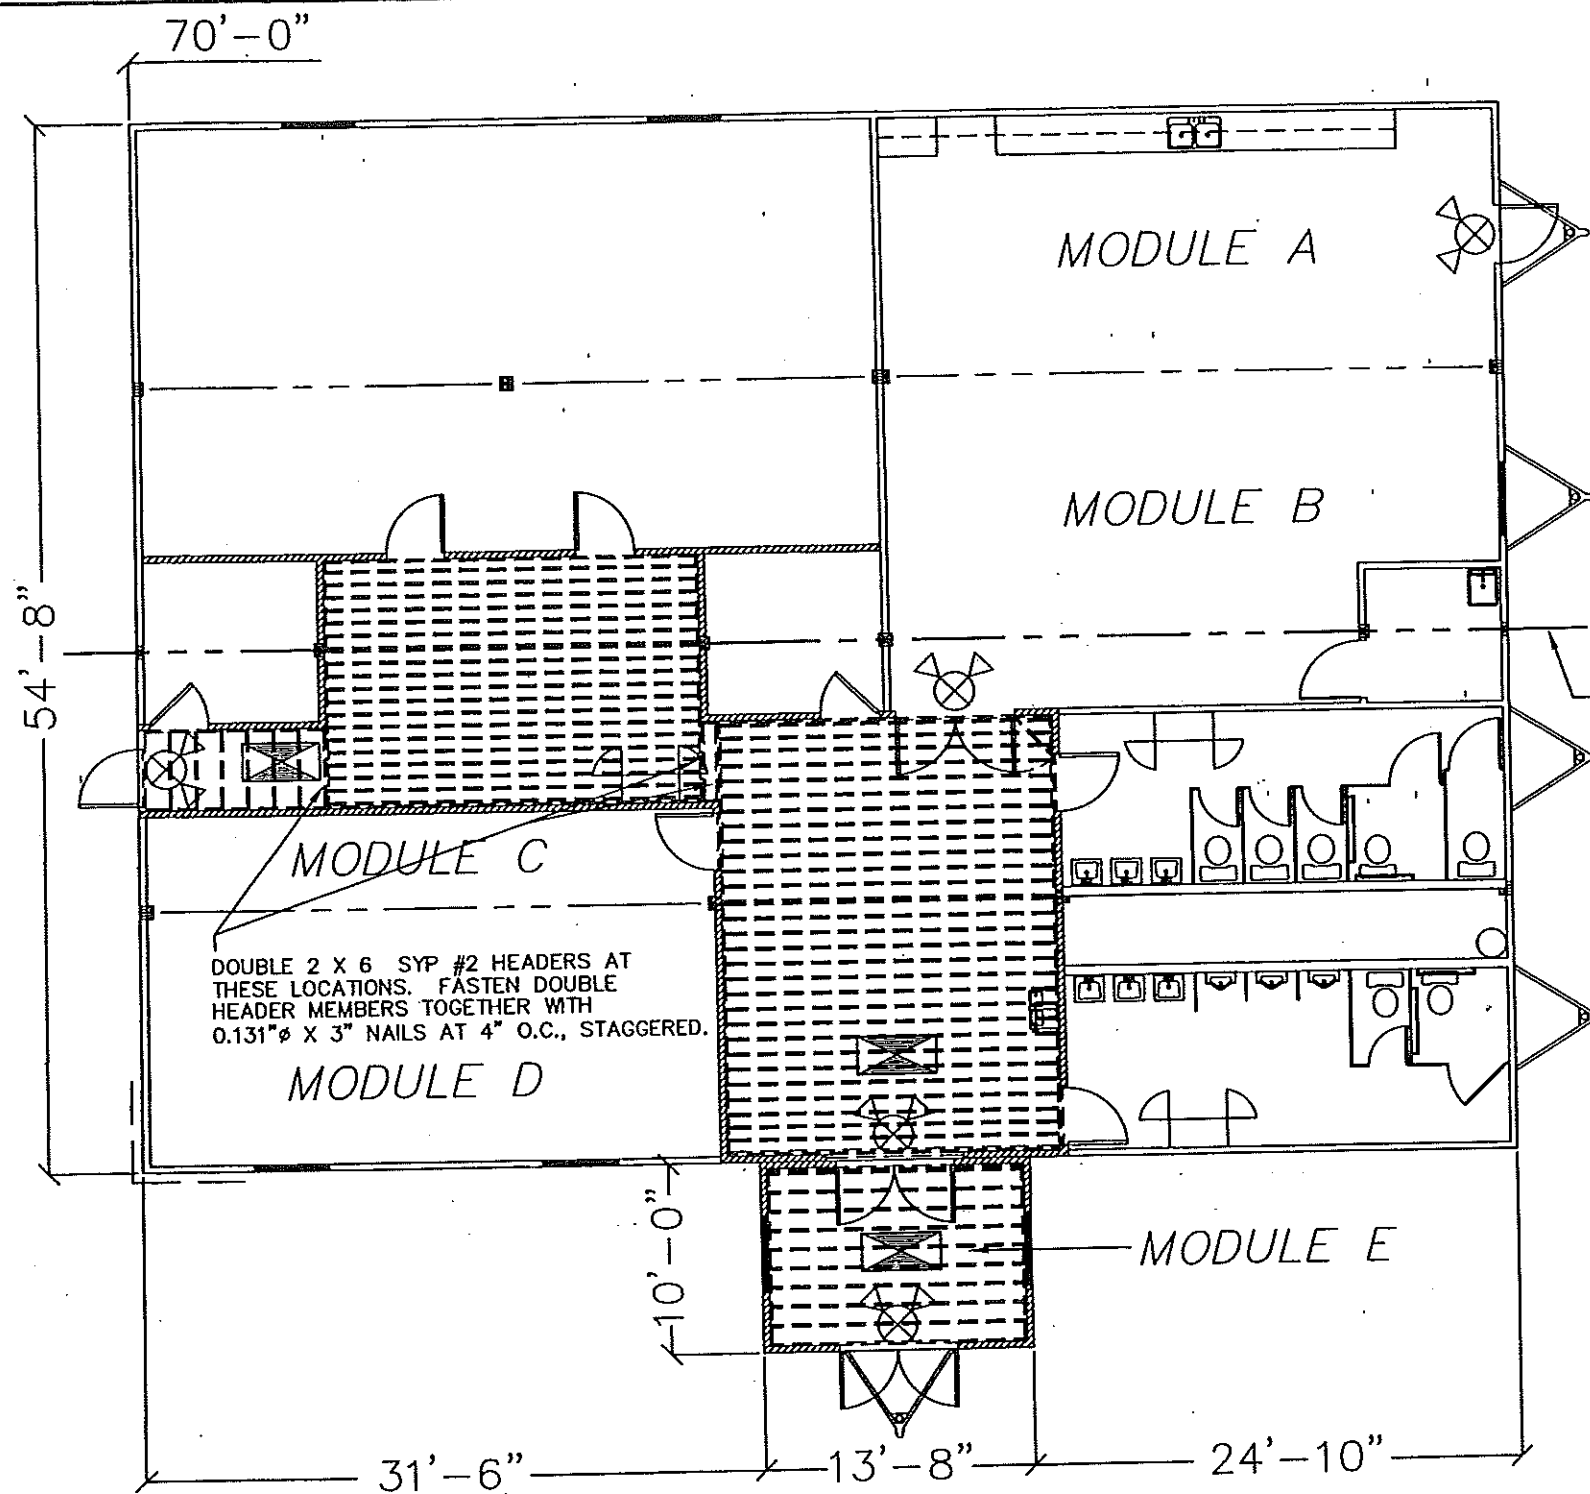 70'-0"
MODULE A
MODULE B
54'-8"
MODULE C
DOUBLE 2 X 6 SYP #2 HEADERS AT
THESE LOCATIONS. FASTEN DOUBLE
HEADER MEMBERS TOGETHER WITH
0.131"ø X 3" NAILS AT 4" O.C., STAGGERED.
MODULE D
10'-0"
MODULE E
31'-6"
13'-8"
24'-10"